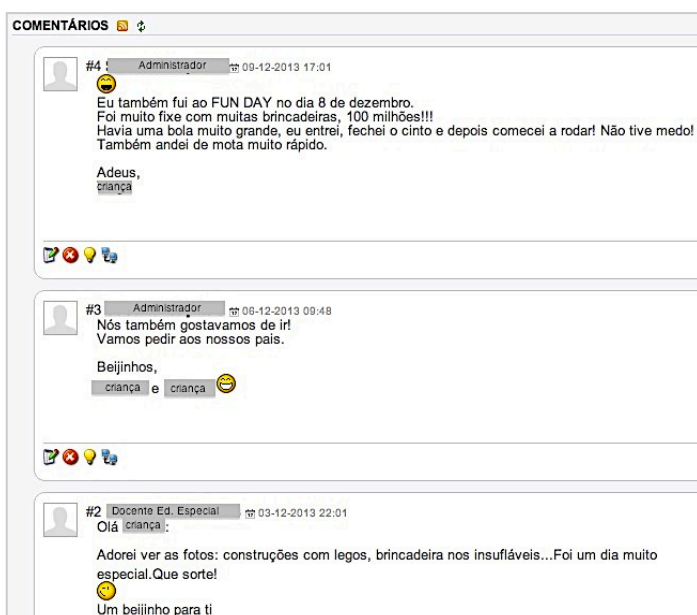 COMENTÁRIOS
#4 Administrador 09-12-2013 17:01
Eu também fui ao FUN DAY no dia 8 de dezembro.
Foi muito fixe com muitas brincadeiras, 100 milhões!!!
Havia uma bola muito grande, eu entrei, fechei o cinto e depois comecei a rodar! Não tive medo!
Também andei de mota muito rápido.
Adeus,
criança
#3 Administrador 06-12-2013 09:48
Nós também gostavamos de ir!
Vamos pedir aos nossos pais.
Beijinhos,
criança e criança
#2 Docente Ed. Especial 03-12-2013 22:01
Olá criança:
Adorei ver as fotos: construções com legos, brincadeira nos insufláveis...Foi um dia muito
especial.Que sorte!
Um beijinho para ti